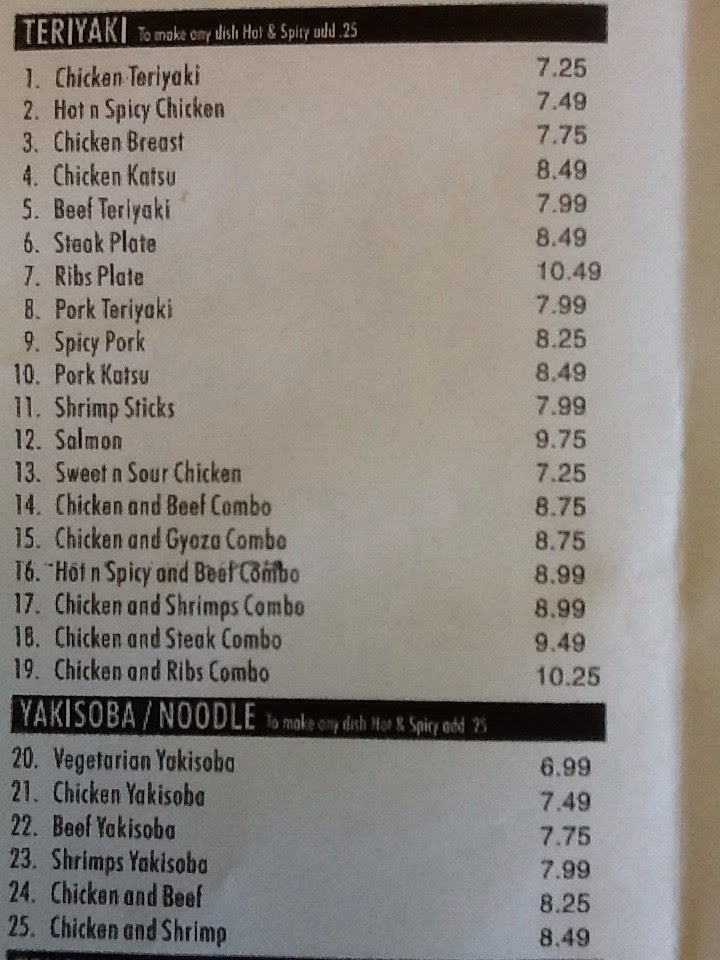 TERIYAKI To make any dish Hot & Spicy add .25
1. Chicken Teriyaki 7.25
2. Hot n Spicy Chicken 7.49
3. Chicken Breast 7.75
4. Chicken Katsu 8.49
5. Beef Teriyaki 7.99
6. Steak Plate 8.49
7. Ribs Plate 10.49
8. Pork Teriyaki 7.99
9. Spicy Pork 8.25
10. Pork Katsu 8.49
11. Shrimp Sticks 7.99
12. Salmon 9.75
13. Sweet n Sour Chicken 7.25
14. Chicken and Beef Combo 8.75
15. Chicken and Gyoza Combo 8.75
16. Hot n Spicy and Beef Combo 8.99
17. Chicken and Shrimps Combo 8.99
18. Chicken and Steak Combo 9.49
19. Chicken and Ribs Combo 10.25
YAKISOBA / NOODLE To make any dish Hot & Spicy add .25
20. Vegetarian Yakisoba 6.99
21. Chicken Yakisoba 7.49
22. Beef Yakisoba 7.75
23. Shrimps Yakisoba 7.99
24. Chicken and Beef 8.25
25. Chicken and Shrimp 8.49